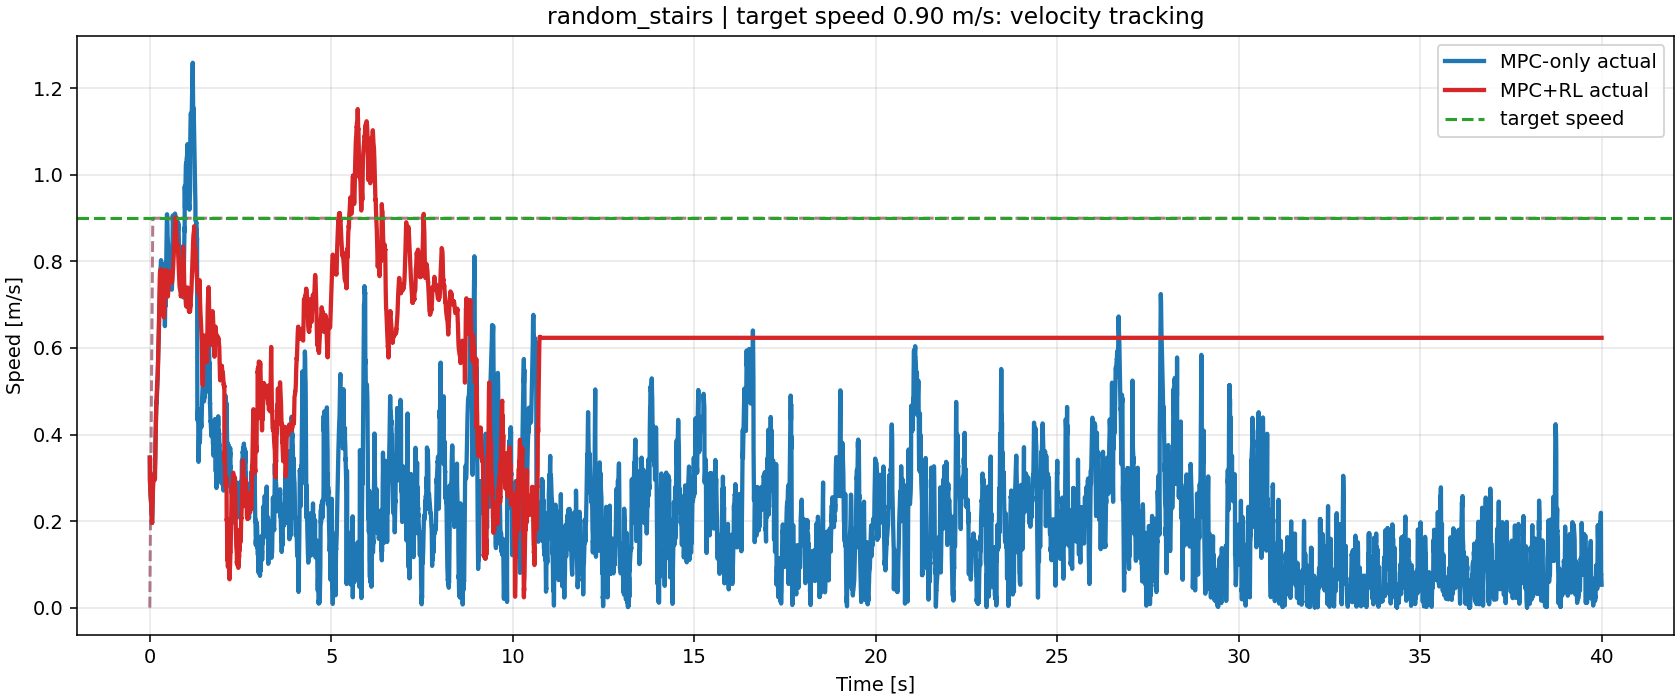 random_stairs | target speed 0.90 m/s: velocity tracking
MPC-only actual
MPC+RL actual
target speed
Speed [m/s]
1.2
1.0
0.8
0.6
0.4
0.2
0.0
0 5 10 15 20 25 30 35 40
Time [s]